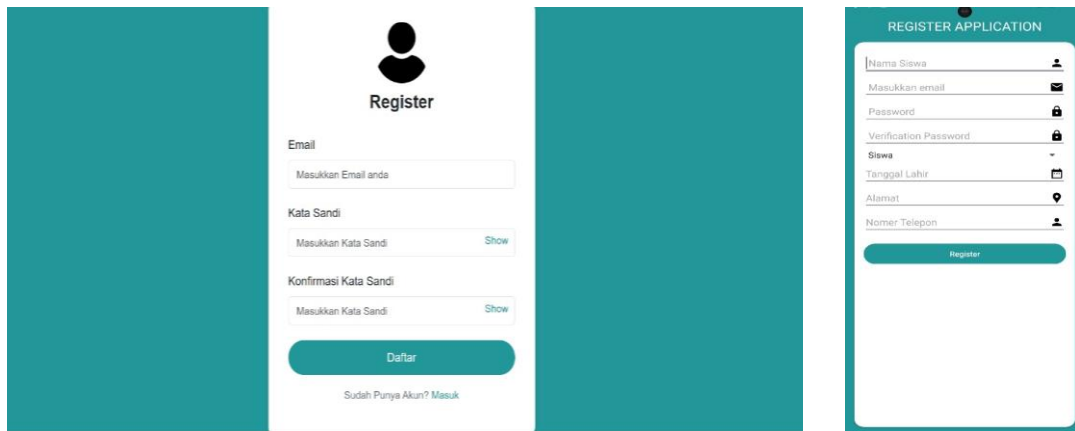 Register
Email
Masukkan Email anda
Kata Sandi
Masukkan Kata Sandi Show
Konfirmasi Kata Sandi
Masukkan Kata Sandi Show
Daftar
Sudah Punya Akun? Masuk
REGISTER APPLICATION
Nama Siswa
Masukkan email
Password
Verification Password
Siswa
Tanggal Lahir
Alamat
Nomer Telepon
Register